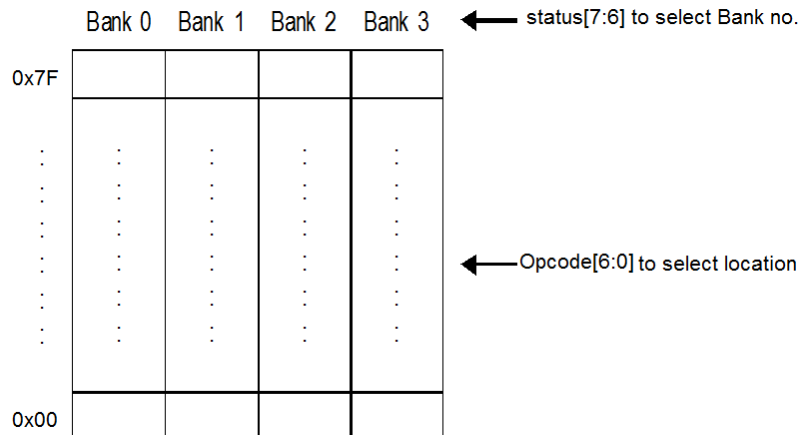 Bank 0 Bank 1 Bank 2 Bank 3 status[7:6] to select Bank no.
0x7F
Opcode[6:0] to select location
0x00